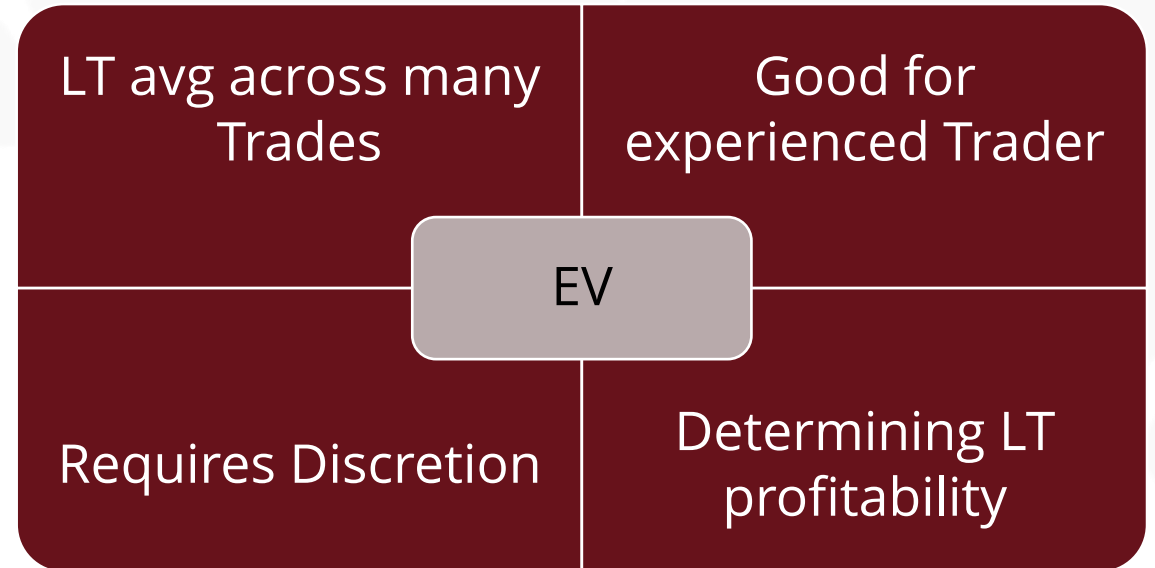 LT avg across many
Trades
Good for
experienced Trader
EV
Requires Discretion
Determining LT
profitability